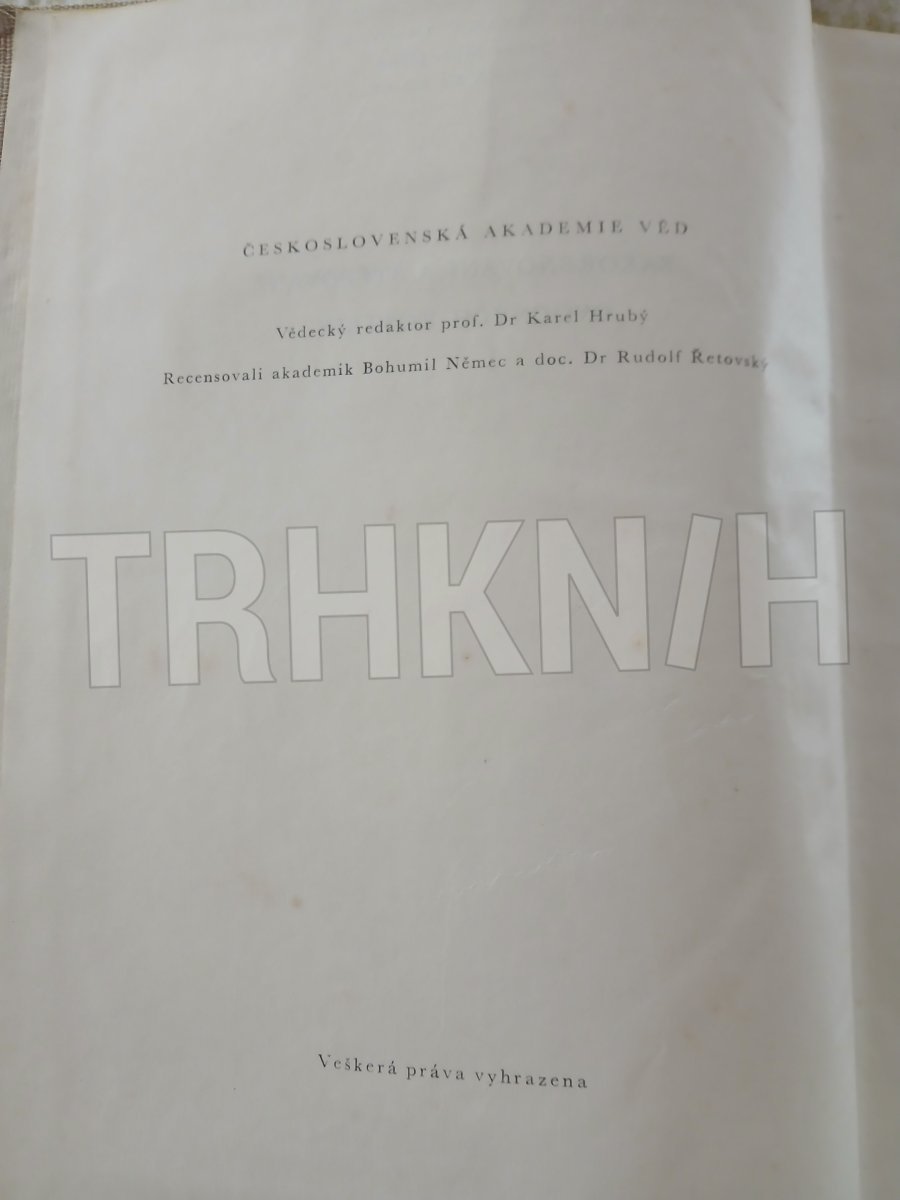 ČESKOSLOVENSKÁ AKADEMIE VĚD
Vědecký redaktor prof. Dr Karel Hrubý
Recensovali akademik Bohumil Němec a doc. Dr Rudolf Řetovský
TRHKN/H
Veškerá práva vyhrazena